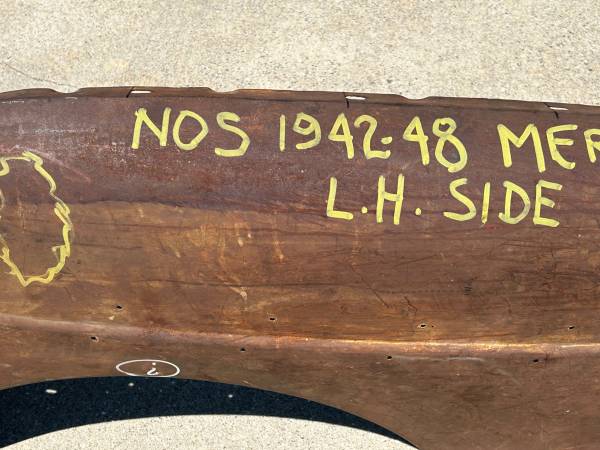 NOS 1942-48 MER
L.H. SIDE
i